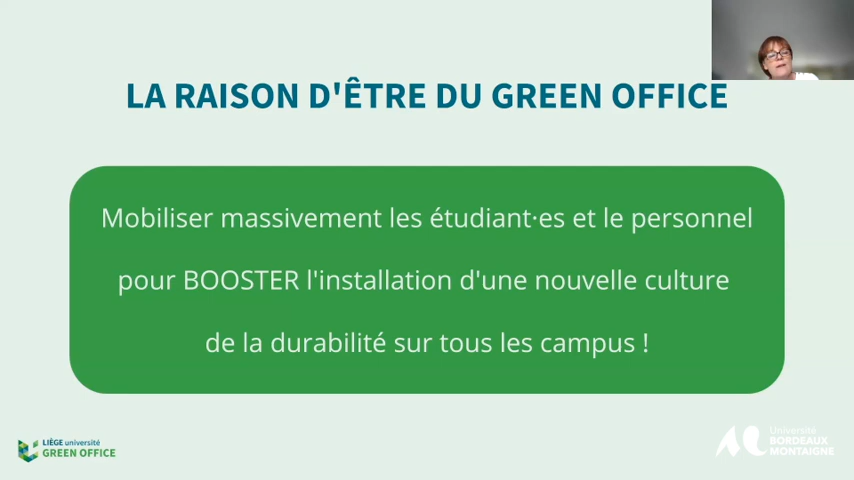 LA RAISON D'ÊTRE DU GREEN OFFICE
Mobiliser massivement les étudiant·es et le personnel
pour BOOSTER l'installation d'une nouvelle culture
de la durabilité sur tous les campus !
LIÈGE université
GREEN OFFICE
Université
BORDEAUX
MONTAIGNE